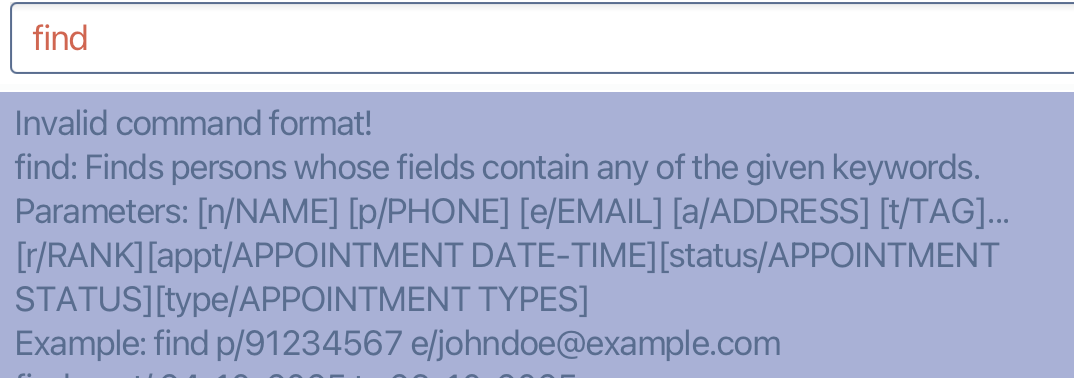 find
Invalid command format!
find: Finds persons whose fields contain any of the given keywords.
Parameters: [n/NAME] [p/PHONE] [e/EMAIL] [a/ADDRESS] [t/TAG]...
[r/RANK][appt/APPOINTMENT DATE-TIME][status/APPOINTMENT
STATUS][type/APPOINTMENT TYPES]
Example: find p/91234567 e/johndoe@example.com